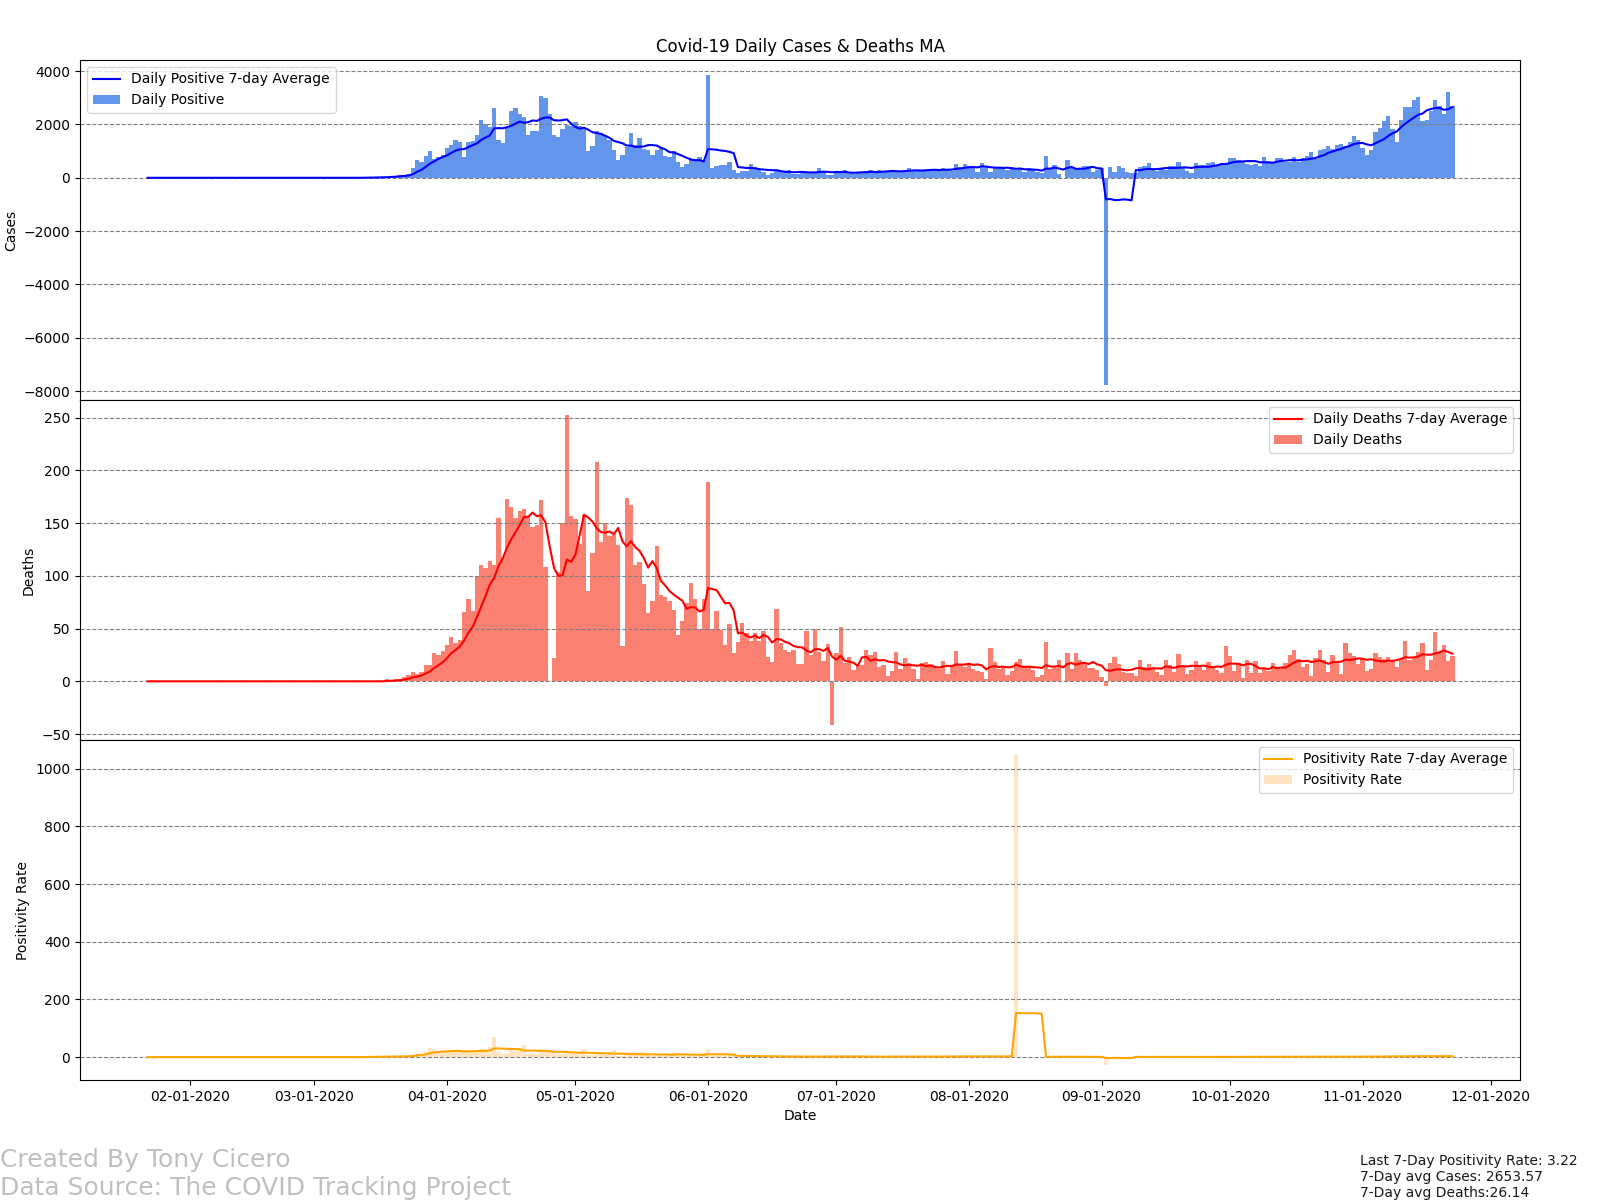 Covid-19 Daily Cases & Deaths MA
Daily Positive 7-day Average
Daily Positive
4000
2000
0
−2000
−4000
−6000
−8000
Cases
Daily Deaths 7-day Average
Daily Deaths
250
200
150
100
50
0
−50
Deaths
Positivity Rate 7-day Average
Positivity Rate
1000
800
600
400
200
0
Positivity Rate
02-01-2020 03-01-2020 04-01-2020 05-01-2020 06-01-2020 07-01-2020 08-01-2020 09-01-2020 10-01-2020 11-01-2020 12-01-2020
Date
Created By Tony Cicero
Data Source: The COVID Tracking Project
Last 7-Day Positivity Rate: 3.22
7-Day avg Cases: 2653.57
7-Day avg Deaths:26.14